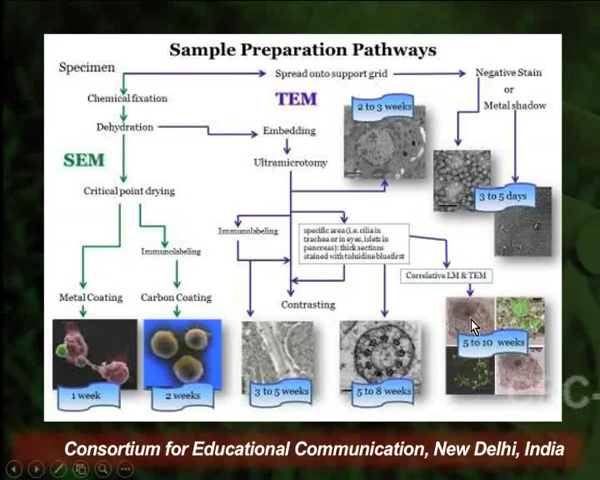 Sample Preparation Pathways
Specimen
Spread onto support grid
Negative Stain
or
Metal shadow
Chemical fixation
TEM
2 to 3 weeks
Dehydration
Embedding
SEM
Ultramicrotomy
Critical point drying
3 to 5 days
Immunolabeling
specific area (i.e. cilia in
trachea or in eyes, islets in
pancreas): thick sections
stained with toluidine blue first
Immunolabeling
Correlative LM & TEM
Metal Coating
Carbon Coating
Contrasting
5 to 10 weeks
1 week
2 weeks
3 to 5 weeks
5 to 8 weeks
Consortium for Educational Communication, New Delhi, India